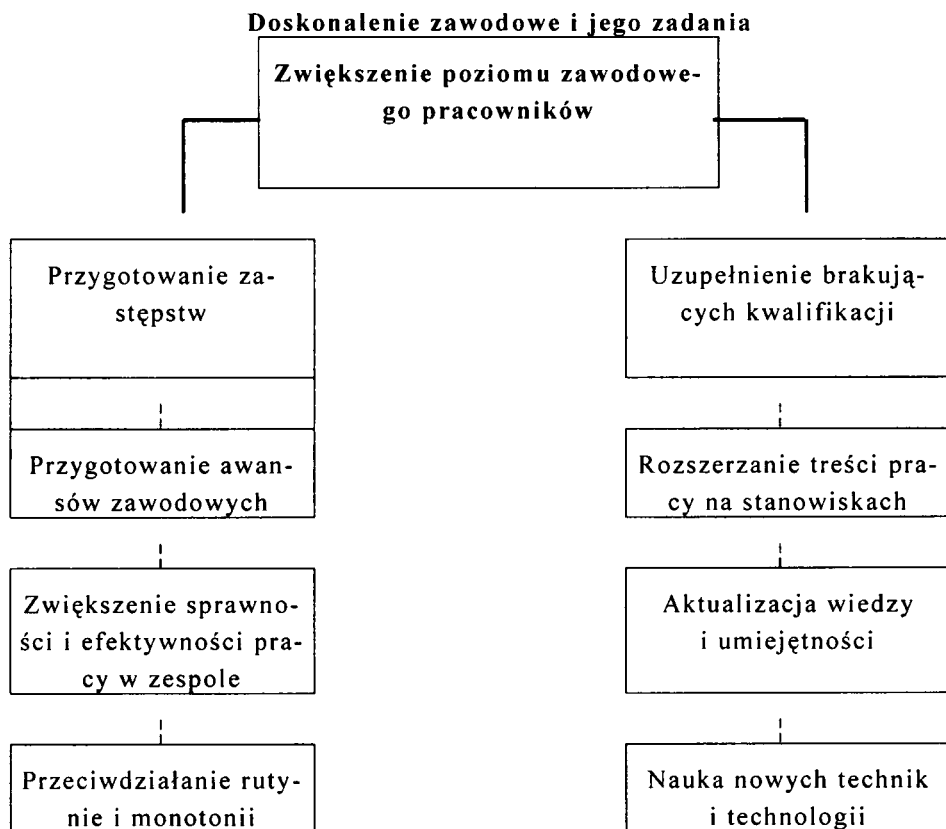 Doskonalenie zawodowe i jego zadania
Zwiększenie poziomu zawodowe-
go pracowników
Przygotowanie za-
stępstw
Przygotowanie awan-
sów zawodowych
Zwiększenie sprawno-
ści i efektywności pra-
cy w zespole
Przeciwdziałanie ruty-
nie i monotonii
Uzupełnienie brakują-
cych kwalifikacji
Rozszerzanie treści pra-
cy na stanowiskach
Aktualizacja wiedzy
i umiejętności
Nauka nowych technik
i technologii